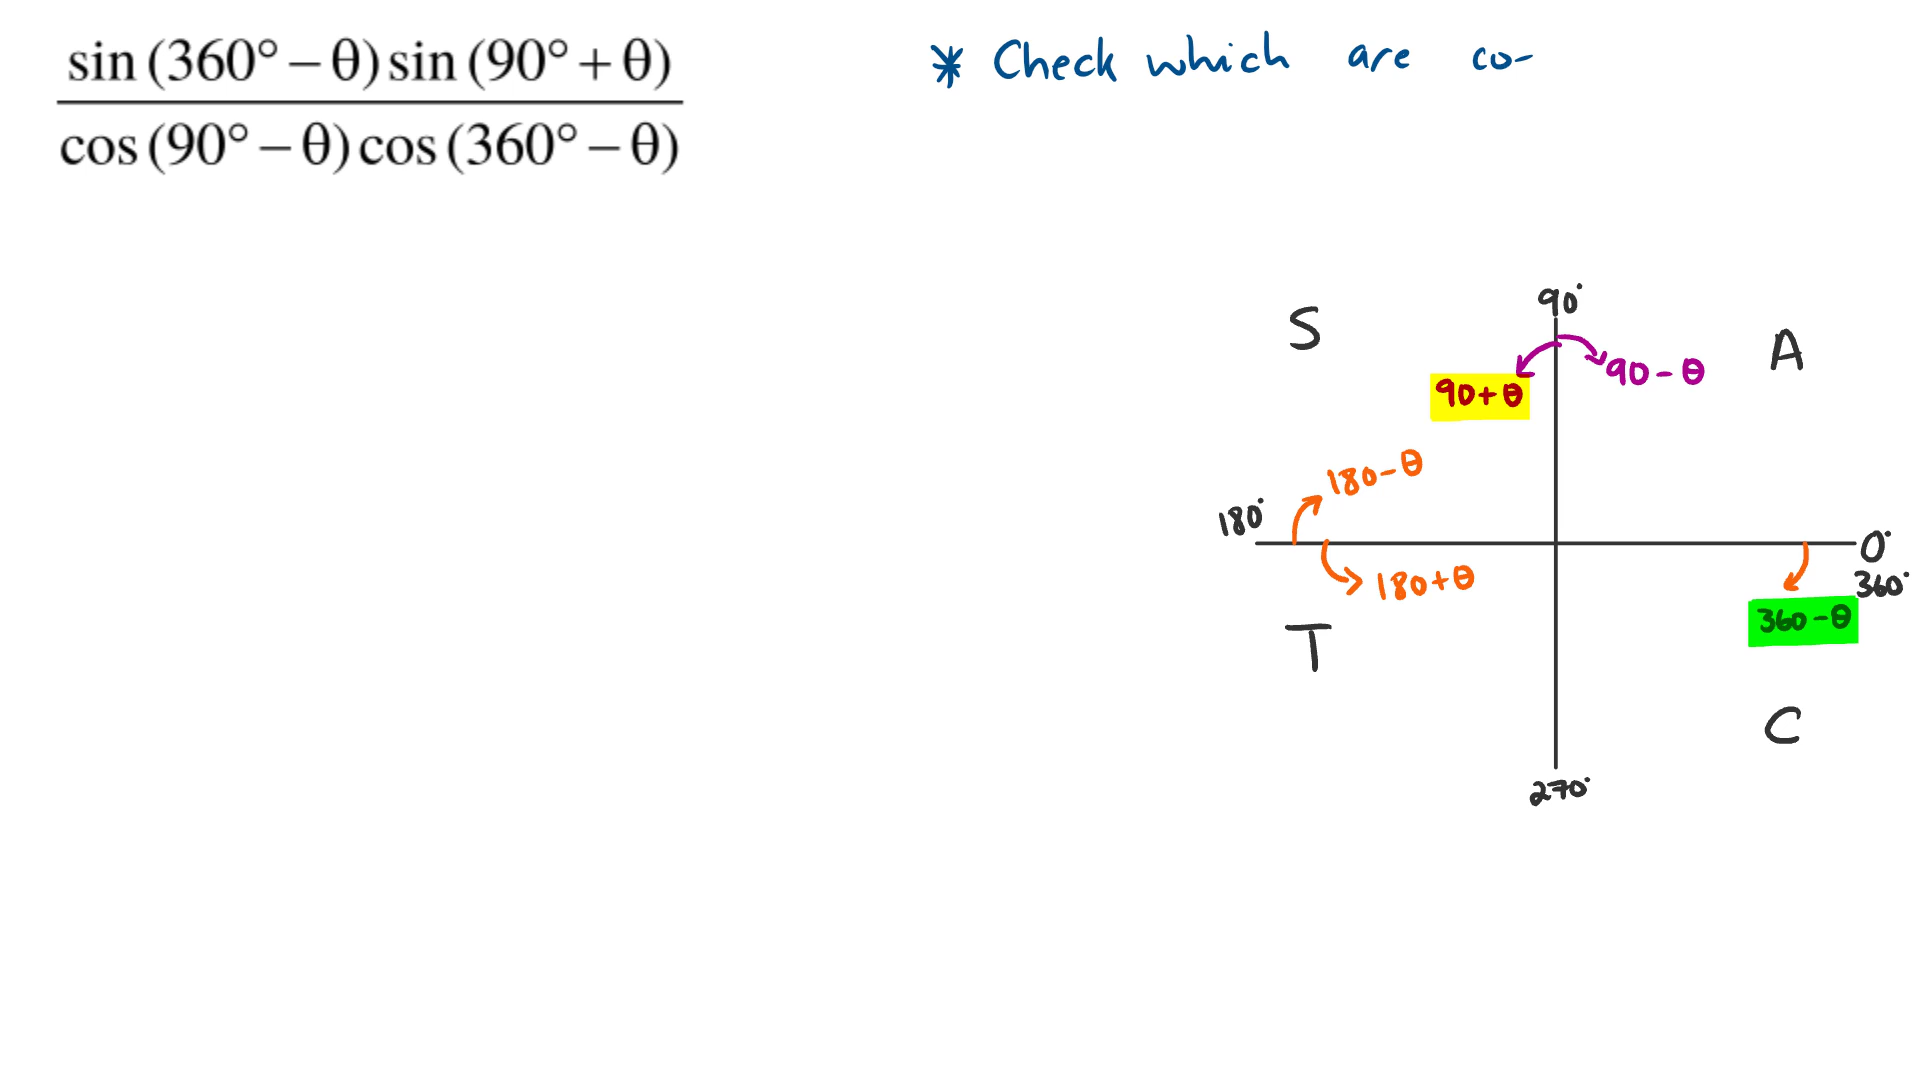 sin (360° − θ) sin (90° + θ)
cos (90° − θ) cos (360° − θ)
* Check which are co-
90°
S
A
90 - θ
90 + θ
180 - θ
180°
0°
360°
180 + θ
360 - θ
T
C
270°